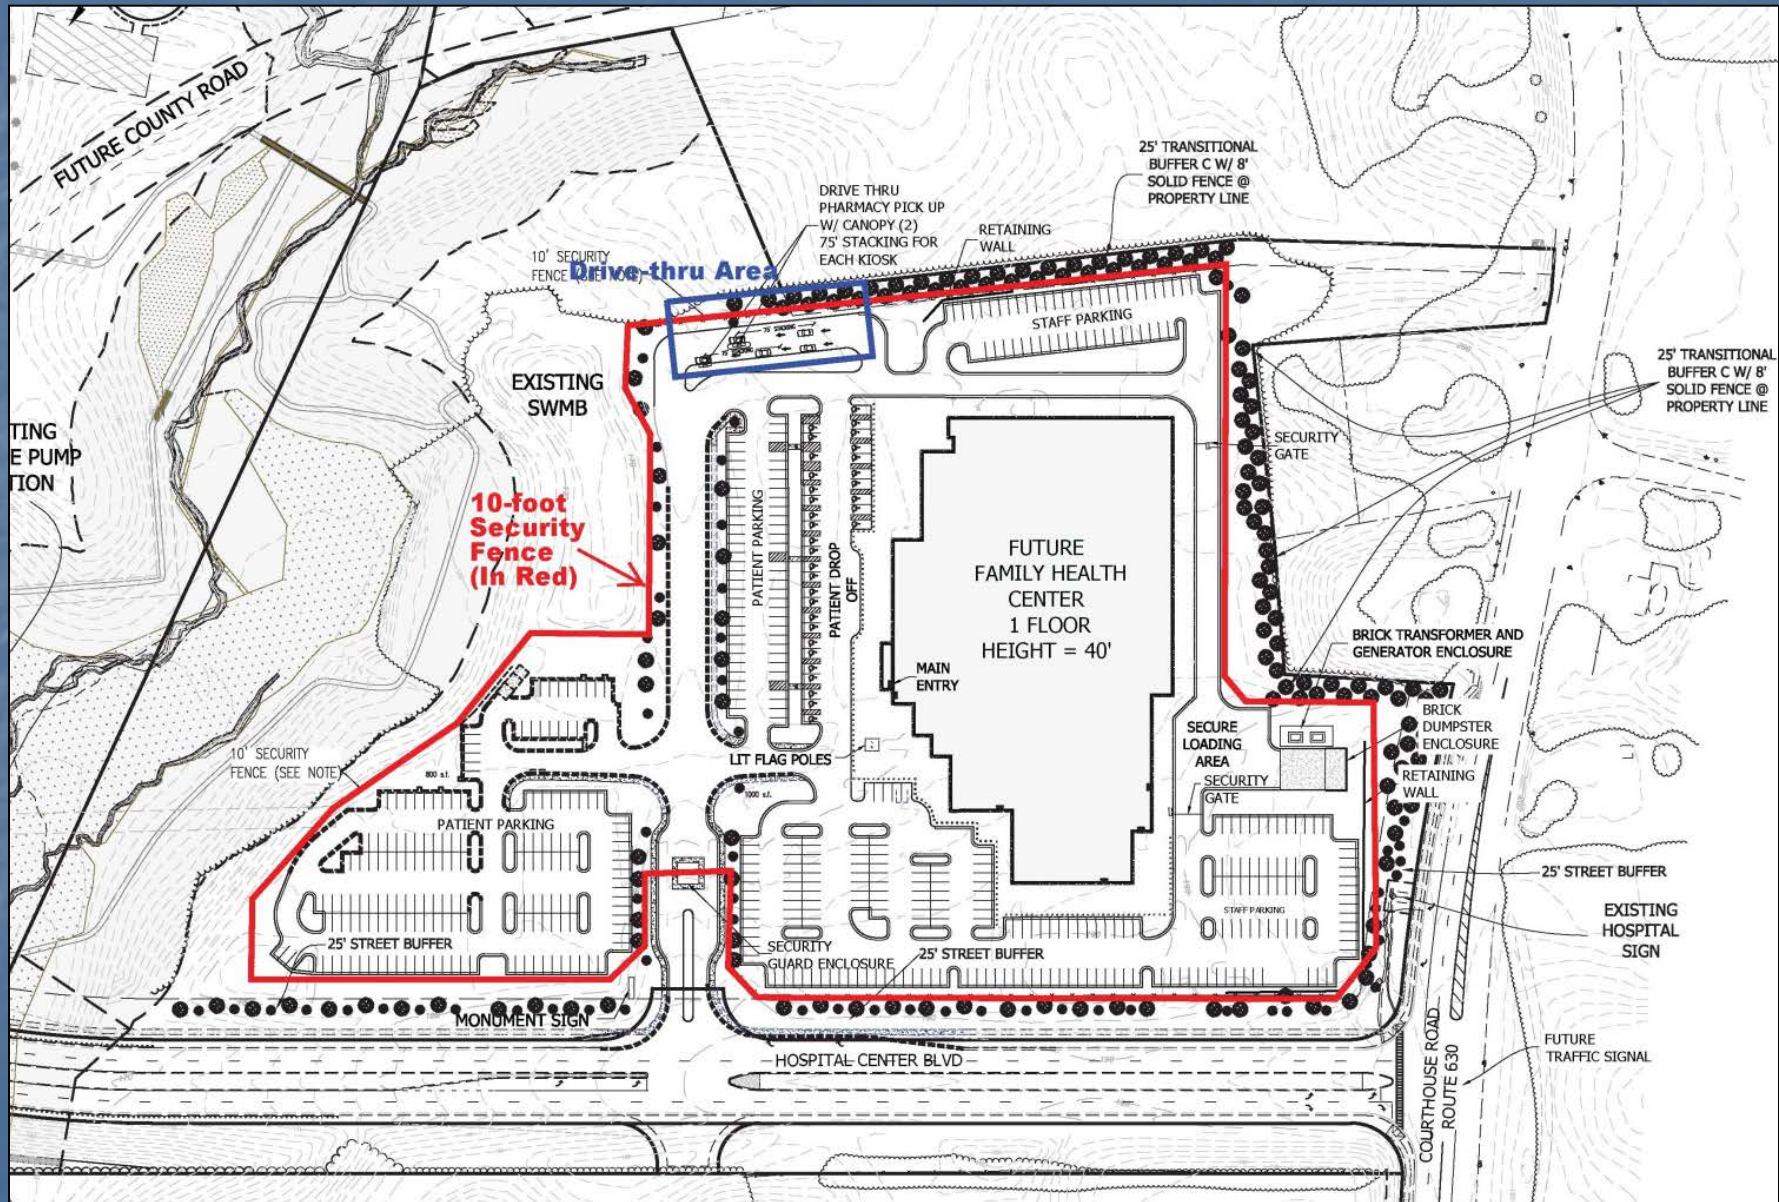 FUTURE COUNTY ROAD
25' TRANSITIONAL
BUFFER C W/ 8'
SOLID FENCE @
PROPERTY LINE
DRIVE THRU
PHARMACY PICK UP
W/ CANOPY (2)
75' STACKING FOR
EACH KIOSK
RETAINING
WALL
10' SECURITY
FENCE (SEE NOTE)
Drive-thru Area
75' STACKING
75' STACKING
STAFF PARKING
25' TRANSITIONAL
BUFFER C W/ 8'
SOLID FENCE @
PROPERTY LINE
EXISTING
SWMB
TING
E PUMP
TION
SECURITY
GATE
10-foot
Security
Fence
(In Red)
PATIENT PARKING
PATIENT DROP
OFF
FUTURE
FAMILY HEALTH
CENTER
1 FLOOR
HEIGHT = 40'
MAIN
ENTRY
BRICK TRANSFORMER AND
GENERATOR ENCLOSURE
BRICK
DUMPSTER
ENCLOSURE
SECURE
LOADING
AREA
LIT FLAG POLES
10' SECURITY
FENCE (SEE NOTE)
800 s.f.
1000 s.f.
SECURITY
GATE
RETAINING
WALL
PATIENT PARKING
25' STREET BUFFER
STAFF PARKING
EXISTING
HOSPITAL
SIGN
25' STREET BUFFER
SECURITY
GUARD ENCLOSURE
25' STREET BUFFER
MONUMENT SIGN
HOSPITAL CENTER BLVD
COURTHOUSE ROAD
ROUTE 630
FUTURE
TRAFFIC SIGNAL